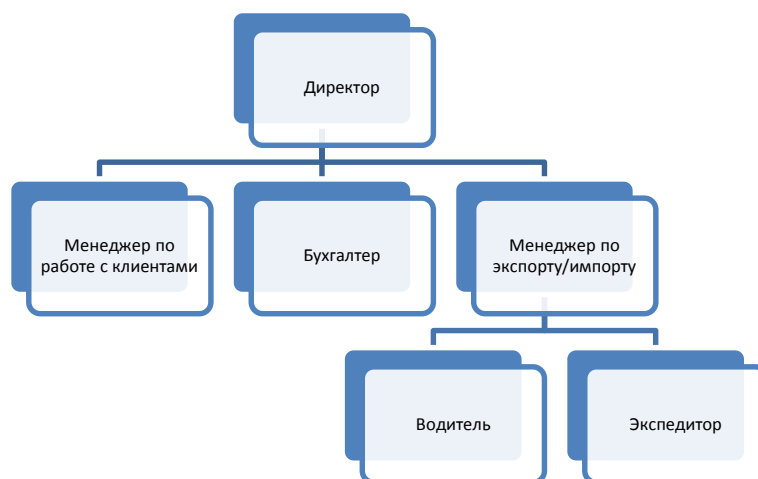 Директор
Менеджер по
работе с клиентами
Бухгалтер
Менеджер по
экспорту/импорту
Водитель
Экспедитор